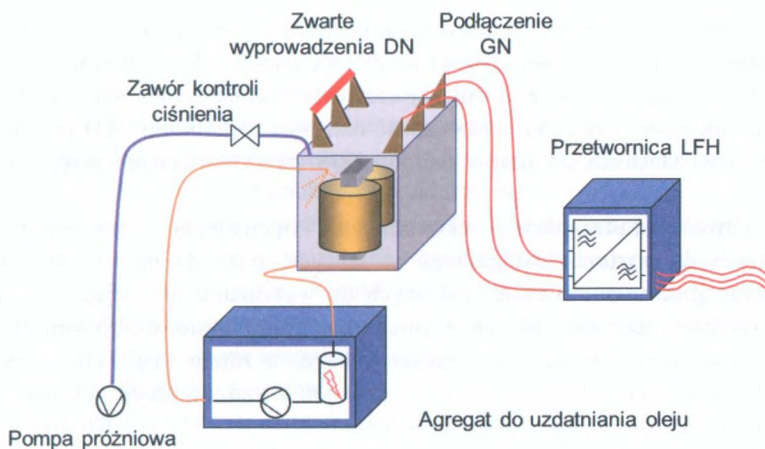 Zwarte
wyprowadzenia DN
Podłączenie
GN
Zawór kontroli
ciśnienia
Przetwornica LFH
Agregat do uzdatniania oleju
Pompa próżniowa